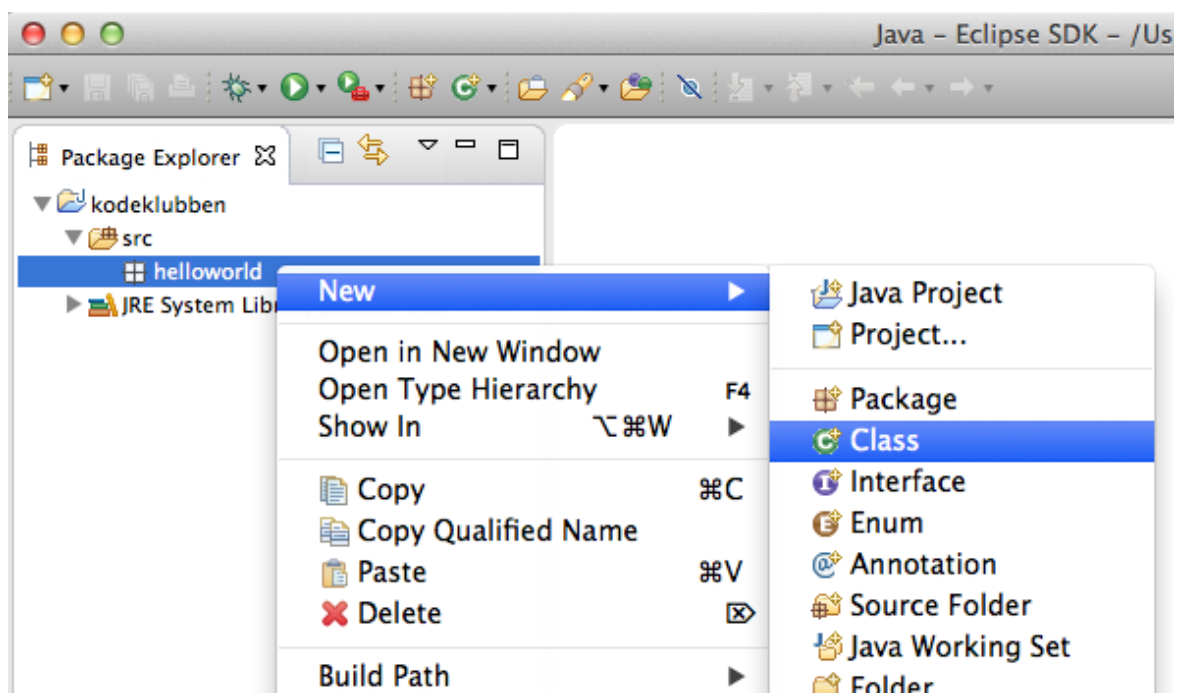 Java – Eclipse SDK – /Us
Package Explorer
kodeklubben
src
helloworld
JRE System Libr
New
Open in New Window
Open Type Hierarchy F4
Show In ⌥⌘W
Copy ⌘C
Copy Qualified Name
Paste ⌘V
Delete ⌦
Build Path
Java Project
Project...
Package
Class
Interface
Enum
Annotation
Source Folder
Java Working Set
Folder